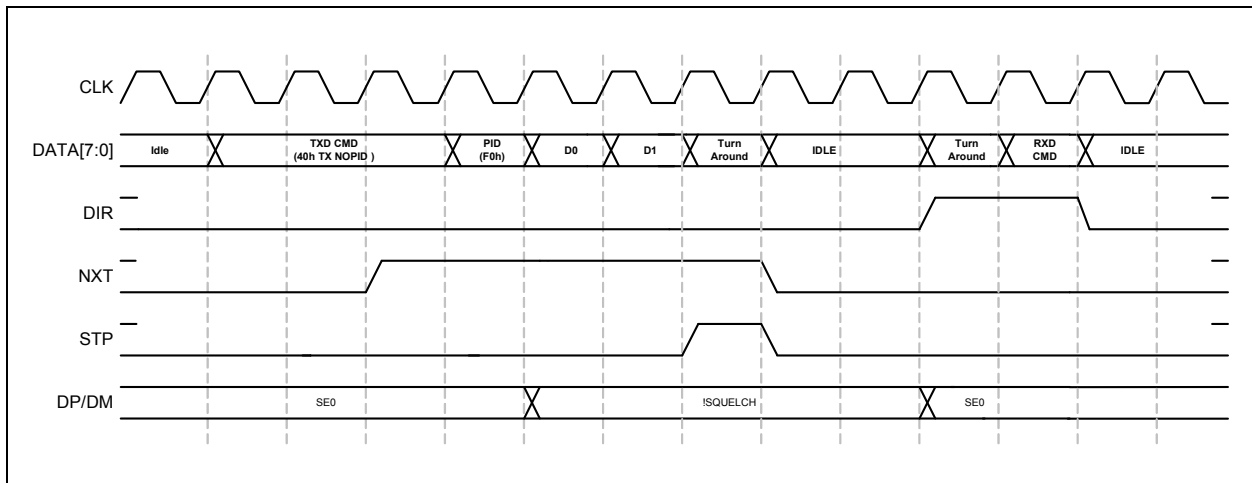 CLK
DATA[7:0]
Idle
TXD CMD
(40h TX NOPID )
PID
(F0h)
D0
D1
Turn
Around
IDLE
Turn
Around
RXD
CMD
IDLE
DIR
NXT
STP
DP/DM
SE0
!SQUELCH
SE0